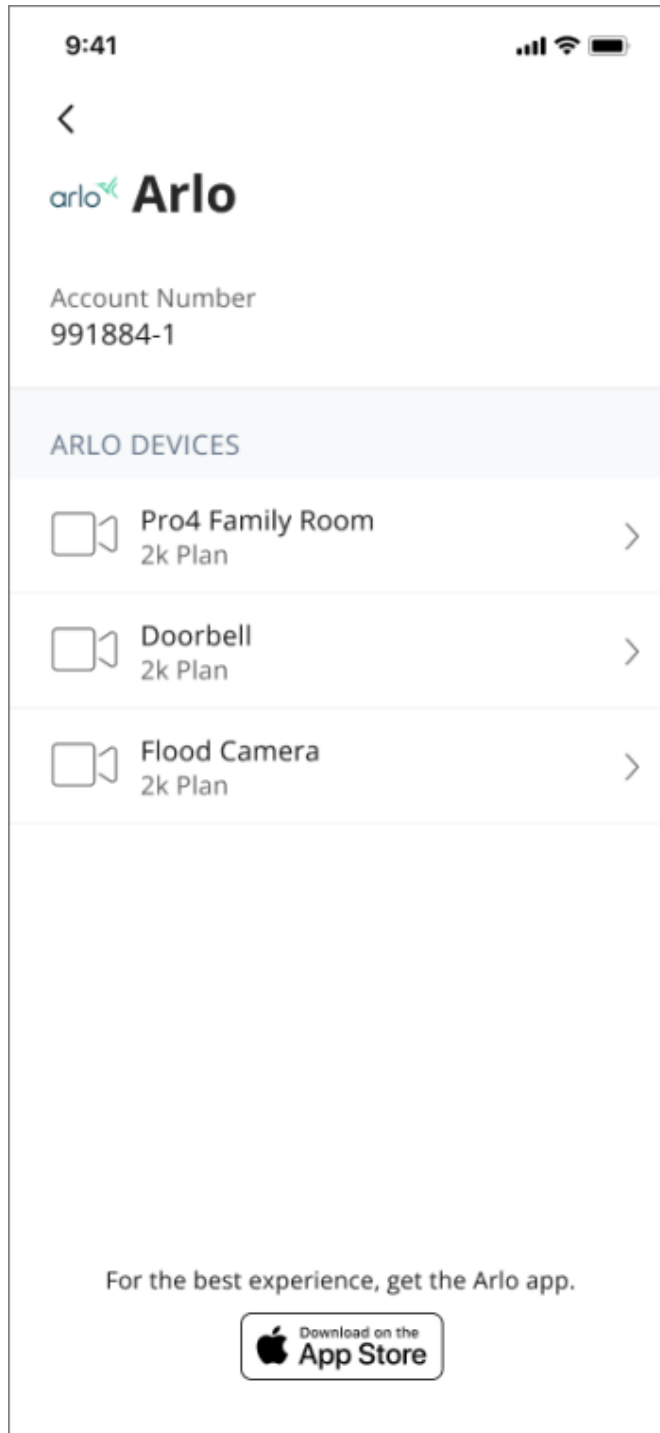 9:41
arlo Arlo
Account Number
991884-1
ARLO DEVICES
Pro4 Family Room
2k Plan
Doorbell
2k Plan
Flood Camera
2k Plan
For the best experience, get the Arlo app.
Download on the
App Store